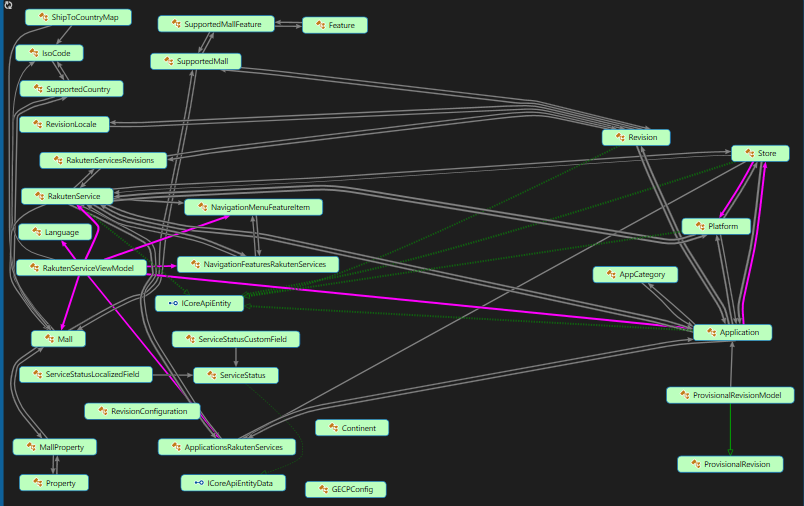 ShipToCountryMap
SupportedMallFeature
Feature
IsoCode
SupportedMall
SupportedCountry
RevisionLocale
Revision
Store
RakutenServicesRevisions
RakutenService
NavigationMenuFeatureItem
Language
Platform
RakutenServiceViewModel
NavigationFeaturesRakutenServices
AppCategory
ICoreApiEntity
Mall
ServiceStatusCustomField
Application
ServiceStatusLocalizedField
ServiceStatus
ProvisionalRevisionModel
RevisionConfiguration
Continent
MallProperty
ApplicationsRakutenServices
ProvisionalRevision
Property
ICoreApiEntityData
GECPConfig